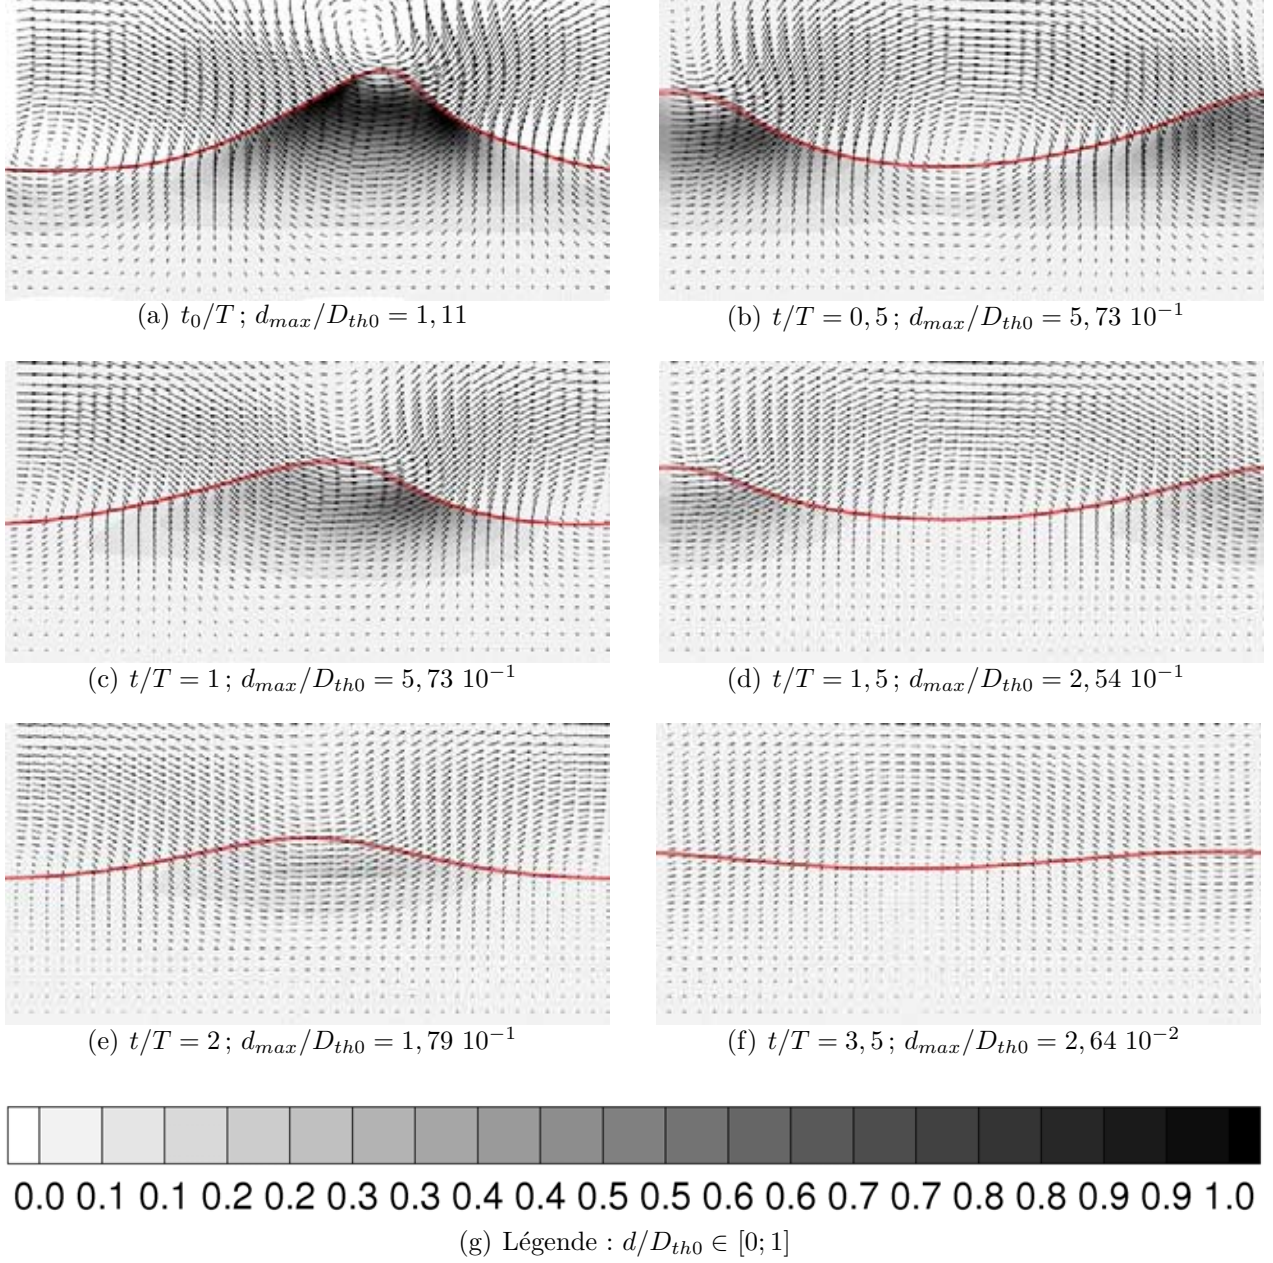 (a) t₀/T ; dₘₐₓ/Dₜₕ₀ = 1, 11
(b) t/T = 0, 5 ; dₘₐₓ/Dₜₕ₀ = 5, 73 10⁻¹
(c) t/T = 1 ; dₘₐₓ/Dₜₕ₀ = 5, 73 10⁻¹
(d) t/T = 1, 5 ; dₘₐₓ/Dₜₕ₀ = 2, 54 10⁻¹
(e) t/T = 2 ; dₘₐₓ/Dₜₕ₀ = 1, 79 10⁻¹
(f) t/T = 3, 5 ; dₘₐₓ/Dₜₕ₀ = 2, 64 10⁻²
0.0 0.1 0.1 0.2 0.2 0.3 0.3 0.4 0.4 0.5 0.5 0.6 0.6 0.7 0.7 0.8 0.8 0.9 0.9 1.0
(g) Légende : d/Dₜₕ₀ ∈ [0; 1]